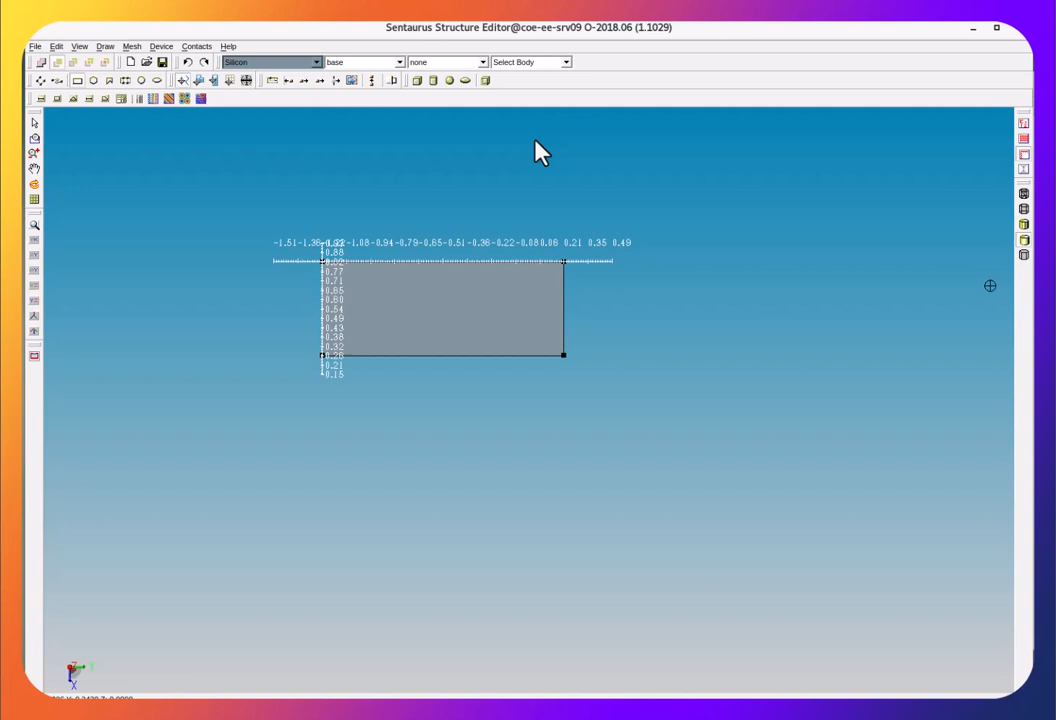 Sentaurus Structure Editor@coe-ee-srv09 O-2018.06 (1.1029)
File Edit View Draw Mesh Device Contacts Help
Silicon base none Select Body
-1.51 -1.36 -1.22 -1.08 -0.94 -0.79 -0.65 -0.51 -0.36 -0.22 -0.08 0.06 0.21 0.35 0.49
0.88
0.82
0.77
0.71
0.65
0.60
0.54
0.49
0.43
0.38
0.32
0.26
0.21
0.15
Z Y
X